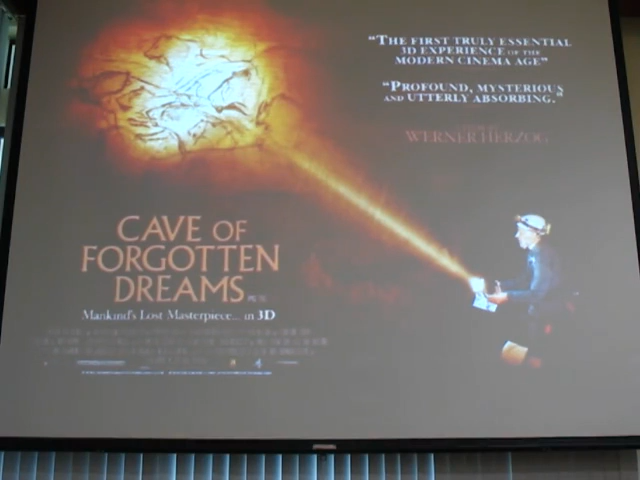 "THE FIRST TRULY ESSENTIAL
3D EXPERIENCE OF THE
MODERN CINEMA AGE"
"PROFOUND, MYSTERIOUS
AND UTTERLY ABSORBING."
WERNER HERZOG
CAVE OF
FORGOTTEN
DREAMS
Mankind's Lost Masterpiece... in 3D